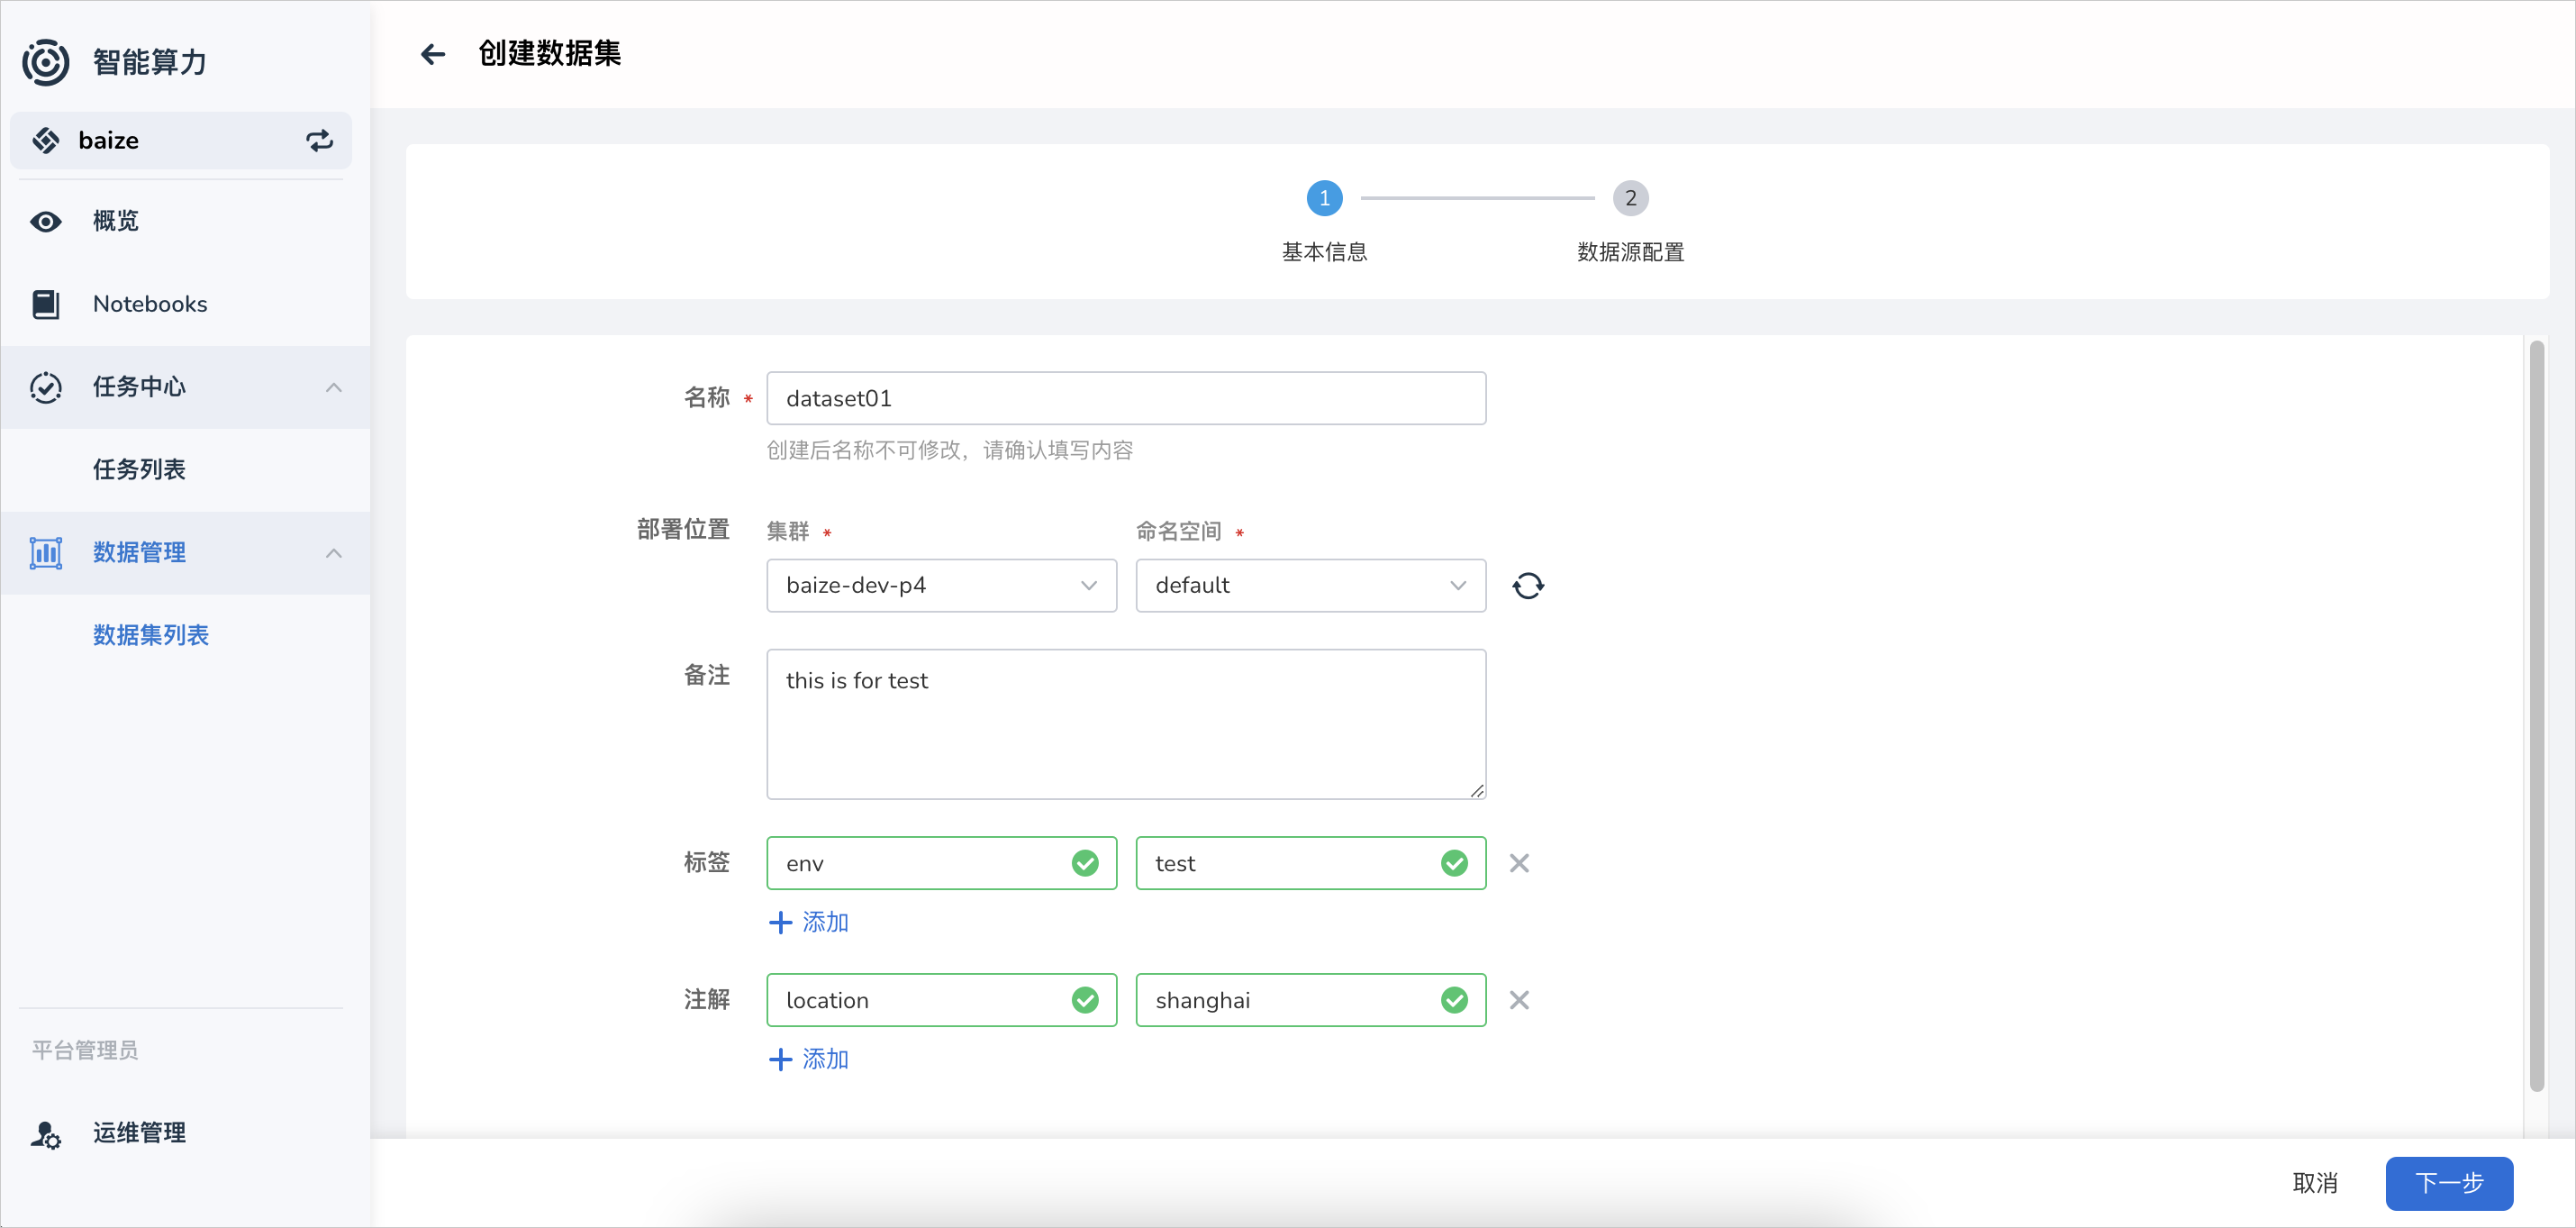 智能算力
baize
概览
Notebooks
任务中心
任务列表
数据管理
数据集列表
平台管理员
运维管理
创建数据集
1
2
基本信息
数据源配置
名称 *
dataset01
创建后名称不可修改，请确认填写内容
部署位置
集群 *
命名空间 *
baize-dev-p4
default
备注
this is for test
标签
env
test
添加
注解
location
shanghai
添加
取消
下一步